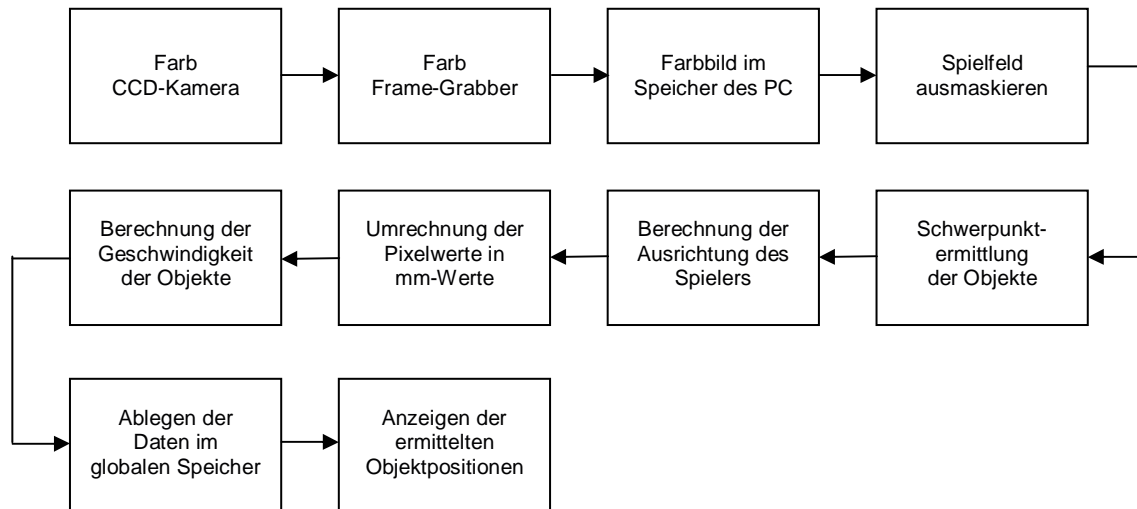 Farb
CCD-Kamera
Farb
Frame-Grabber
Farbbild im
Speicher des PC
Spielfeld
ausmaskieren
Berechnung der
Geschwindigkeit
der Objekte
Umrechnung der
Pixelwerte in
mm-Werte
Berechnung der
Ausrichtung des
Spielers
Schwerpunkt-
ermittlung
der Objekte
Ablegen der
Daten im
globalen Speicher
Anzeigen der
ermittelten
Objektpositionen